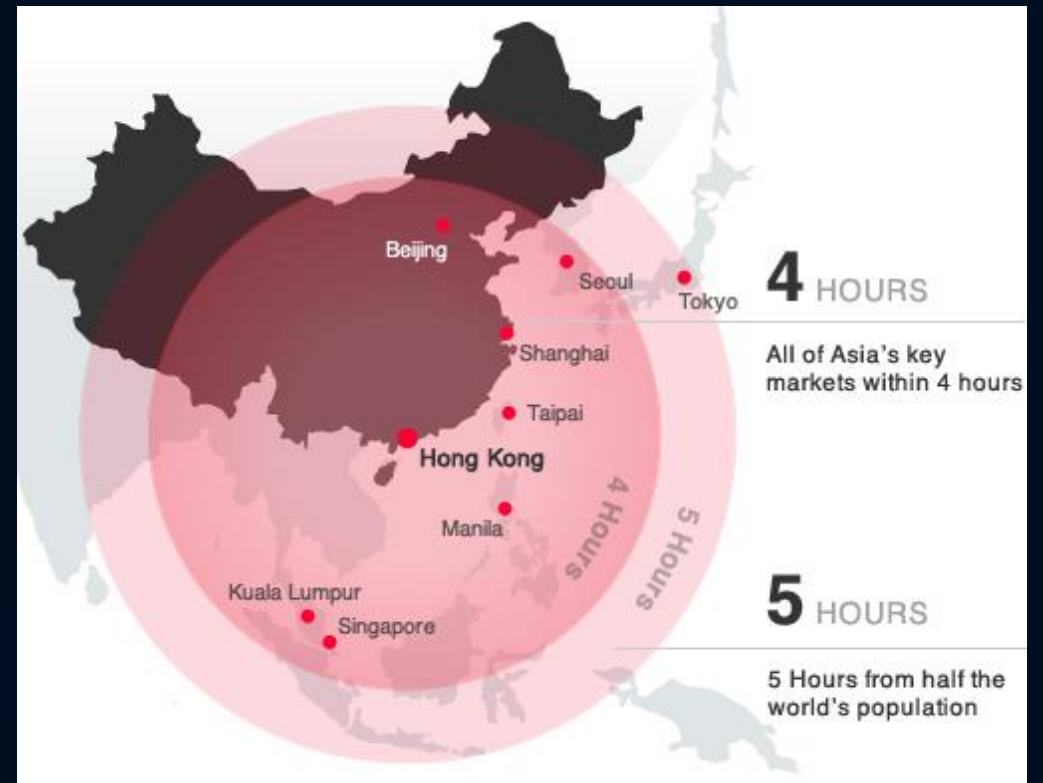 Beijing
Seoul
Tokyo
Shanghai
Taipai
Hong Kong
Manila
Kuala Lumpur
Singapore
4 Hours
5 Hours
4 HOURS
All of Asia's key
markets within 4 hours
5 HOURS
5 Hours from half the
world's population